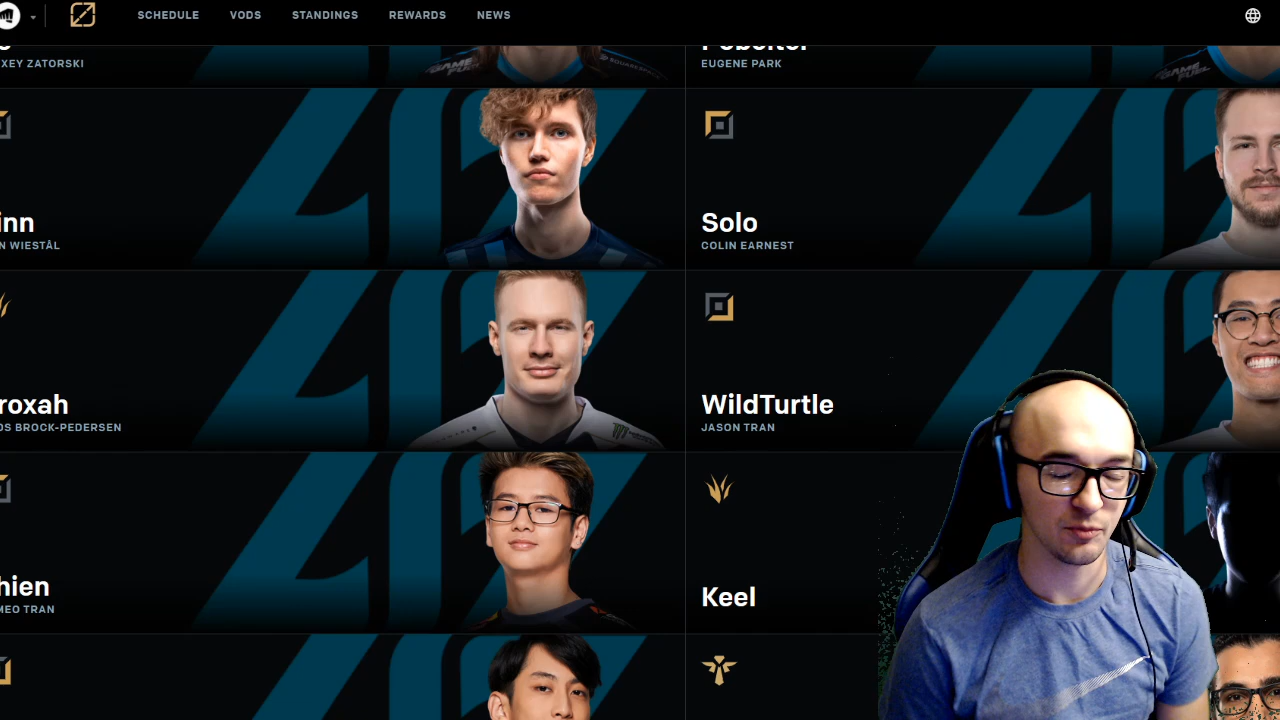 SCHEDULE VODS STANDINGS REWARDS NEWS
XEY ZATORSKI
EUGENE PARK
inn
N WIESTÅL
Solo
COLIN EARNEST
roxah
DS BROCK-PEDERSEN
WildTurtle
JASON TRAN
hien
MEO TRAN
Keel